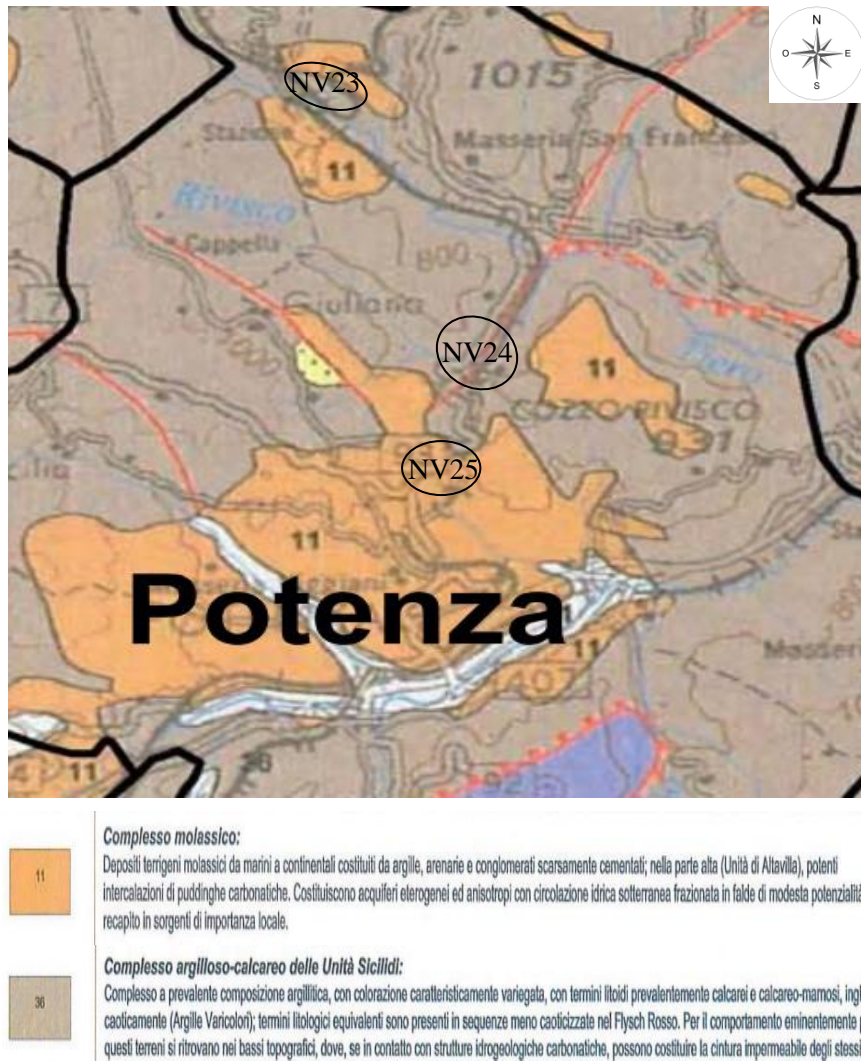 N
O E
S
NV23
1015
Stazione
Masseria San Francesco
11
RIVISCO
Cappella
800
7
Giuliana
NV24
11
Tiera
COZZO RIVISCO
NV25
11
Potenza
11
407
11
36
92
11
Complesso molassico:
11
Depositi terrigeni molassici da marini a continentali costituiti da argille, arenarie e conglomerati scarsamente cementati; nella parte alta (Unità di Altavilla), potenti
intercalazioni di puddinghe carbonatiche. Costituiscono acquiferi eterogenei ed anisotropi con circolazione idrica sotterranea frazionata in falde di modesta potenzialità
recapito in sorgenti di importanza locale.
Complesso argilloso-calcareo delle Unità Sicilidi:
36
Complesso a prevalente composizione argillitica, con colorazione caratteristicamente variegata, con termini litoidi prevalentemente calcarei e calcareo-marnosi, ingl
caoticamente (Argille Varicolori); termini litologici equivalenti sono presenti in sequenze meno caoticizzate nel Flysch Rosso. Per il comportamento eminentemente
questi terreni si ritrovano nei bassi topografici, dove, se in contatto con strutture idrogeologiche carbonatiche, possono costituire la cintura impermeabile degli stess